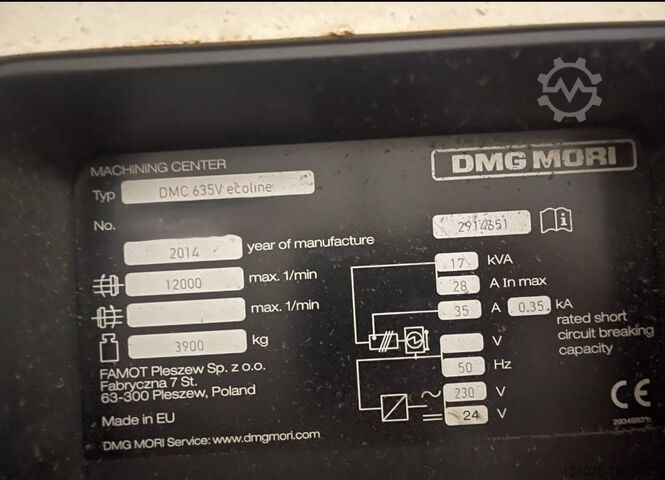 MACHINING CENTER
DMG MORI
Typ DMC 635V ecoline
No.
2014 year of manufacture 2914651
12000 max. 1/min 17 kVA
28 A In max
max. 1/min 35 A 0.35 kA
rated short
circuit breaking
capacity
3900 kg V
50 Hz
FAMOT Pleszew Sp. z o.o.
Fabryczna 7 St.
63-300 Pleszew, Poland
230 V
24 V
CE
Made in EU
DMG MORI Service: www.dmgmori.com